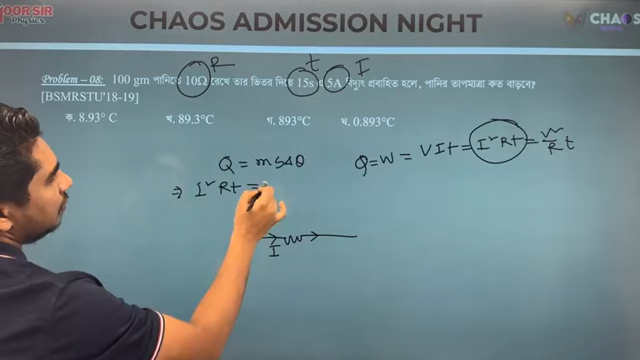 NOOR SIR
Physics
CHAOS ADMISSION NIGHT
CHAOS
R t I
Problem – 08: 100 gm পানিতে 10Ω রেখে তার ভিতর দিয়ে 15s এ 5A বিদ্যুৎ প্রবাহিত হলে, পানির তাপমাত্রা কত বাড়বে?
[BSMRSTU'18-19]
ক. 8.93° C খ. 89.3° C গ. 893° C ঘ. 0.893° C
Q = mSΔθ Q = W = VIt = I²Rt = V²/R t
⇒ I²Rt =
I